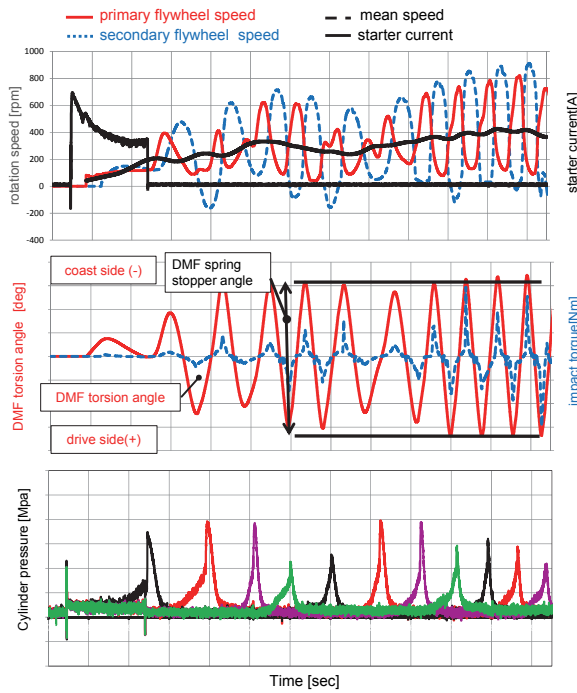 primary flywheel speed
mean speed
secondary flywheel  speed
starter current
1000
800
600
400
200
0
-200
-400
rotation speed [rpm]
starter current[A]
coast side (-)
DMF spring
stopper angle
DMF torsion angle
drive side(+)
DMF torsion angle  [deg]
impact torque[Nm]
Cylinder pressure [Mpa]
Time [sec]